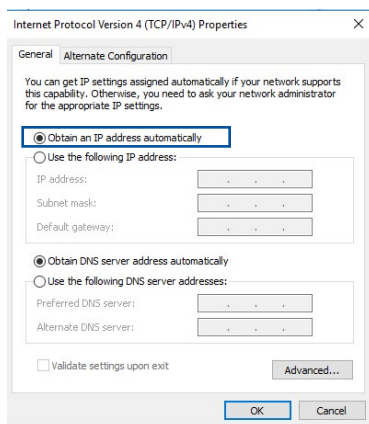 Internet Protocol Version 4 (TCP/IPv4) Properties
General
Alternate Configuration
You can get IP settings assigned automatically if your network supports
this capability. Otherwise, you need to ask your network administrator
for the appropriate IP settings.
Obtain an IP address automatically
Use the following IP address:
IP address:
Subnet mask:
Default gateway:
Obtain DNS server address automatically
Use the following DNS server addresses:
Preferred DNS server:
Alternate DNS server:
Validate settings upon exit
Advanced...
OK
Cancel